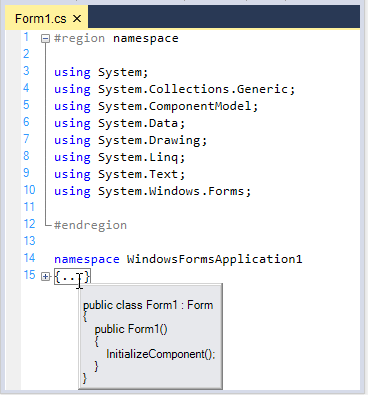 Form1.cs ×
1 #region namespace
2
3 using System;
4 using System.Collections.Generic;
5 using System.ComponentModel;
6 using System.Data;
7 using System.Drawing;
8 using System.Linq;
9 using System.Text;
10 using System.Windows.Forms;
11
12 #endregion
13
14 namespace WindowsFormsApplication1
15 {...}
public class Form1 : Form
{
public Form1()
{
InitializeComponent();
}
}